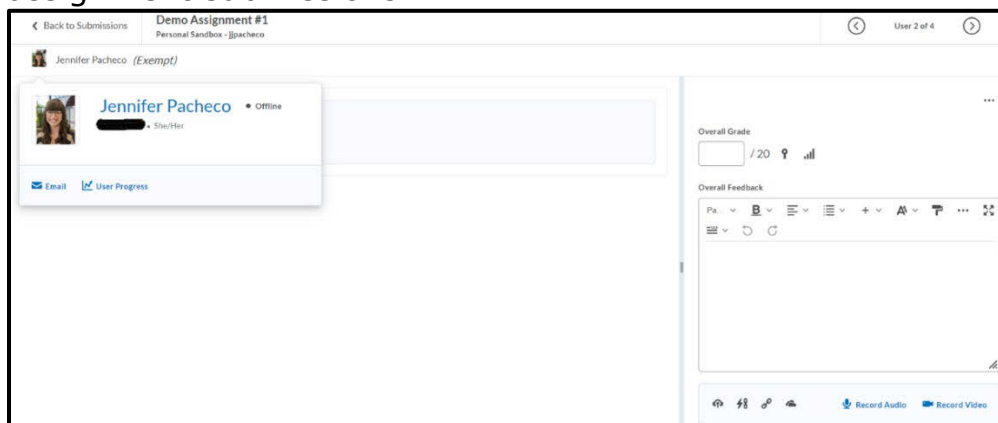 Back to Submissions
Demo Assignment #1
Personal Sandbox - jjpacheco
User 2 of 4
Jennifer Pacheco (Exempt)
Jennifer Pacheco • Offline
• She/Her
Email User Progress
Overall Grade
/ 20
Overall Feedback
Pa...
Record Audio Record Video